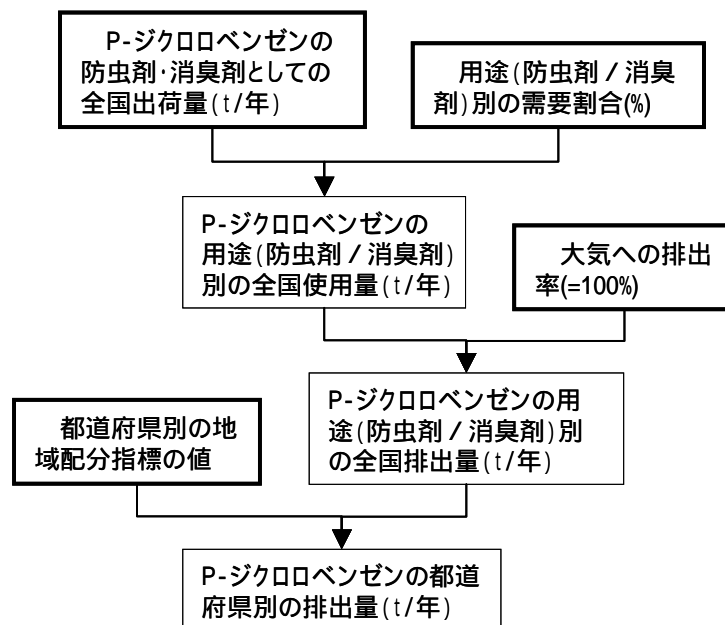 P-ジクロロベンゼンの
防虫剤･消臭剤としての
全国出荷量(t/年)
用途(防虫剤/消臭
剤)別の需要割合(%)
P-ジクロロベンゼンの
用途(防虫剤/消臭剤)
別の全国使用量(t/年)
大気への排出
率(=100%)
P-ジクロロベンゼンの用
途(防虫剤/消臭剤)別
の全国排出量(t/年)
都道府県別の地
域配分指標の値
P-ジクロロベンゼンの都道
府県別の排出量(t/年)